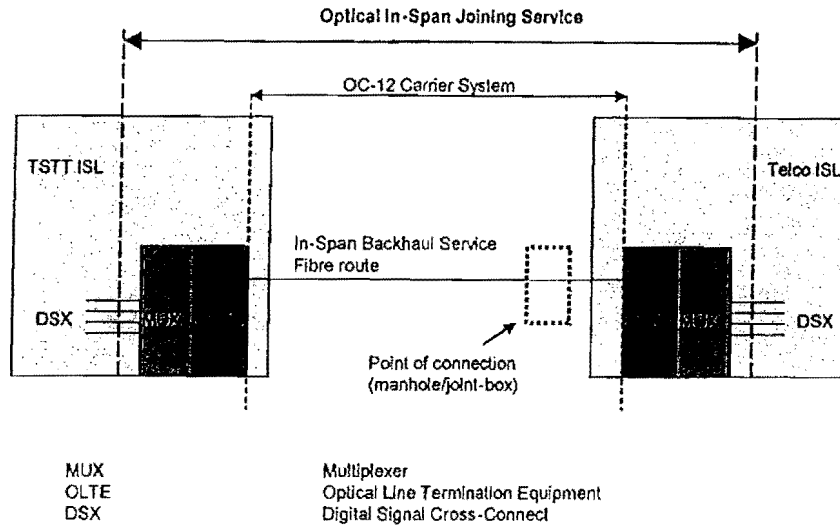 Optical In-Span Joining Service
OC-12 Carrier System
TSTT ISL
Telco ISL
In-Span Backhaul Service
Fibre route
DSX
MUX
MUX
DSX
Point of connection
(manhole/joint-box)
MUX Multiplexer
OLTE Optical Line Termination Equipment
DSX Digital Signal Cross-Connect